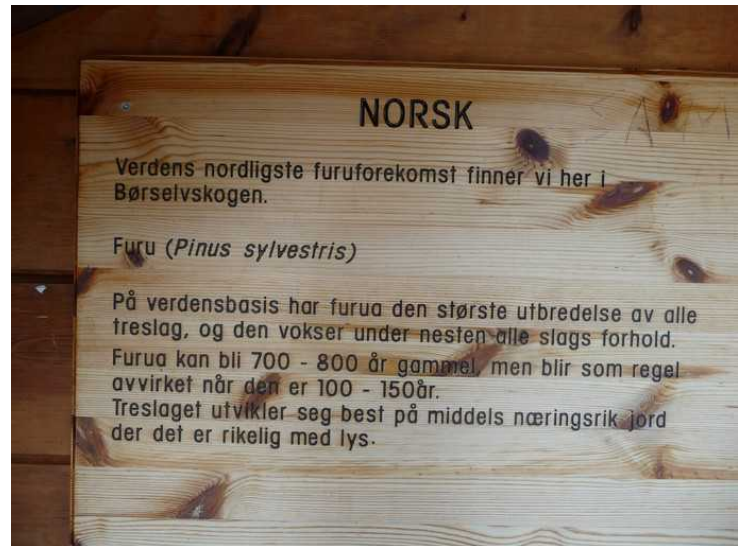 NORSK
SAM
Verdens nordligste furuforekomst finner vi her i
Børselvskogen.
Furu (Pinus sylvestris)
På verdensbasis har furua den største utbredelse av alle
treslag, og den vokser under nesten alle slags forhold.
Furua kan bli 700 - 800 år gammel, men blir som regel
avvirket når den er 100 - 150år.
Treslaget utvikler seg best på middels næringsrik jord
der det er rikelig med lys.